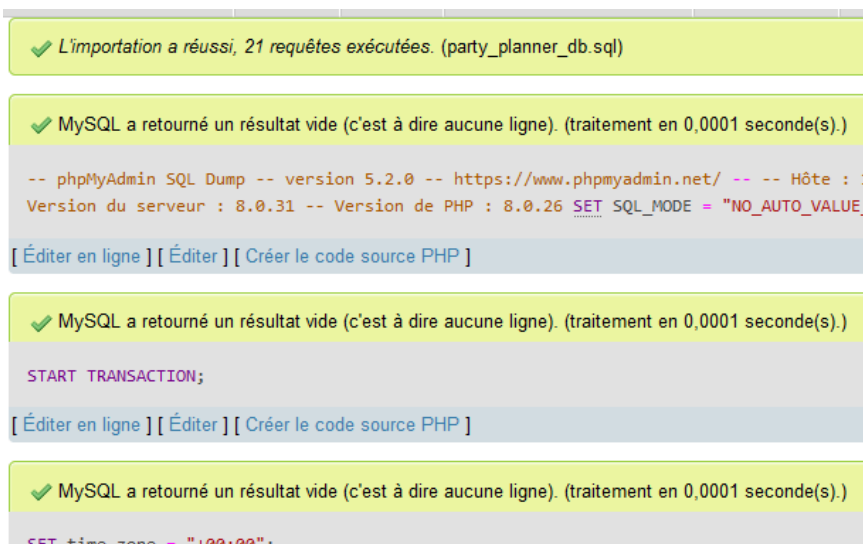 L'importation a réussi, 21 requêtes exécutées. (party_planner_db.sql)
MySQL a retourné un résultat vide (c'est à dire aucune ligne). (traitement en 0,0001 seconde(s).)
-- phpMyAdmin SQL Dump -- version 5.2.0 -- https://www.phpmyadmin.net/ -- -- Hôte :
Version du serveur : 8.0.31 -- Version de PHP : 8.0.26 SET SQL_MODE = "NO_AUTO_VALUE_
[ Éditer en ligne ] [ Éditer ] [ Créer le code source PHP ]
MySQL a retourné un résultat vide (c'est à dire aucune ligne). (traitement en 0,0001 seconde(s).)
START TRANSACTION;
[ Éditer en ligne ] [ Éditer ] [ Créer le code source PHP ]
MySQL a retourné un résultat vide (c'est à dire aucune ligne). (traitement en 0,0001 seconde(s).)
SET time_zone = "+00:00";